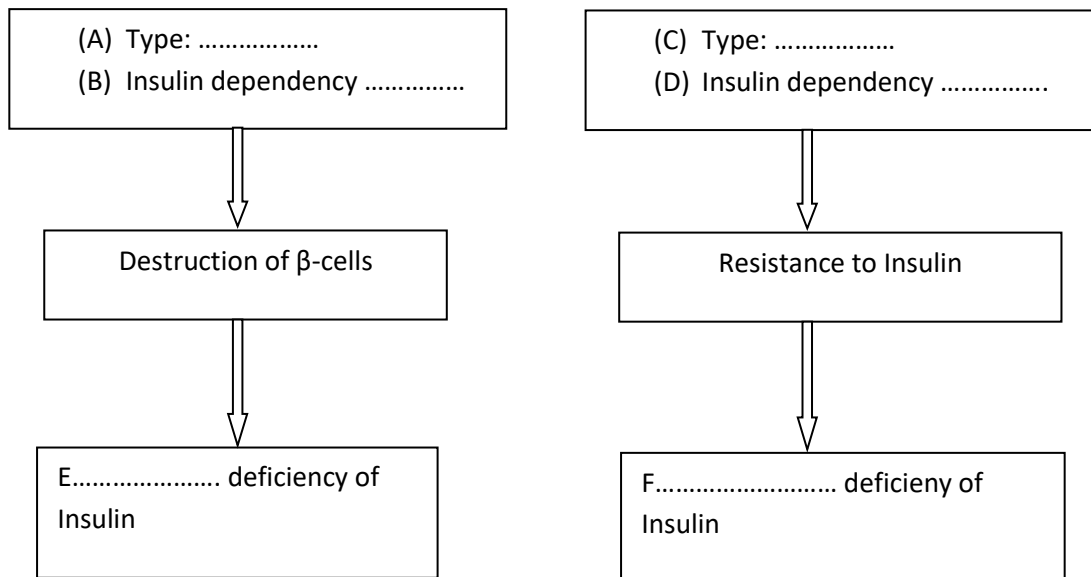 (A) Type: ………………
(B) Insulin dependency ……………
(C) Type: ………………
(D) Insulin dependency …………….
Destruction of β-cells
Resistance to Insulin
E…………………. deficiency of
Insulin
F……………………… deficieny of
Insulin